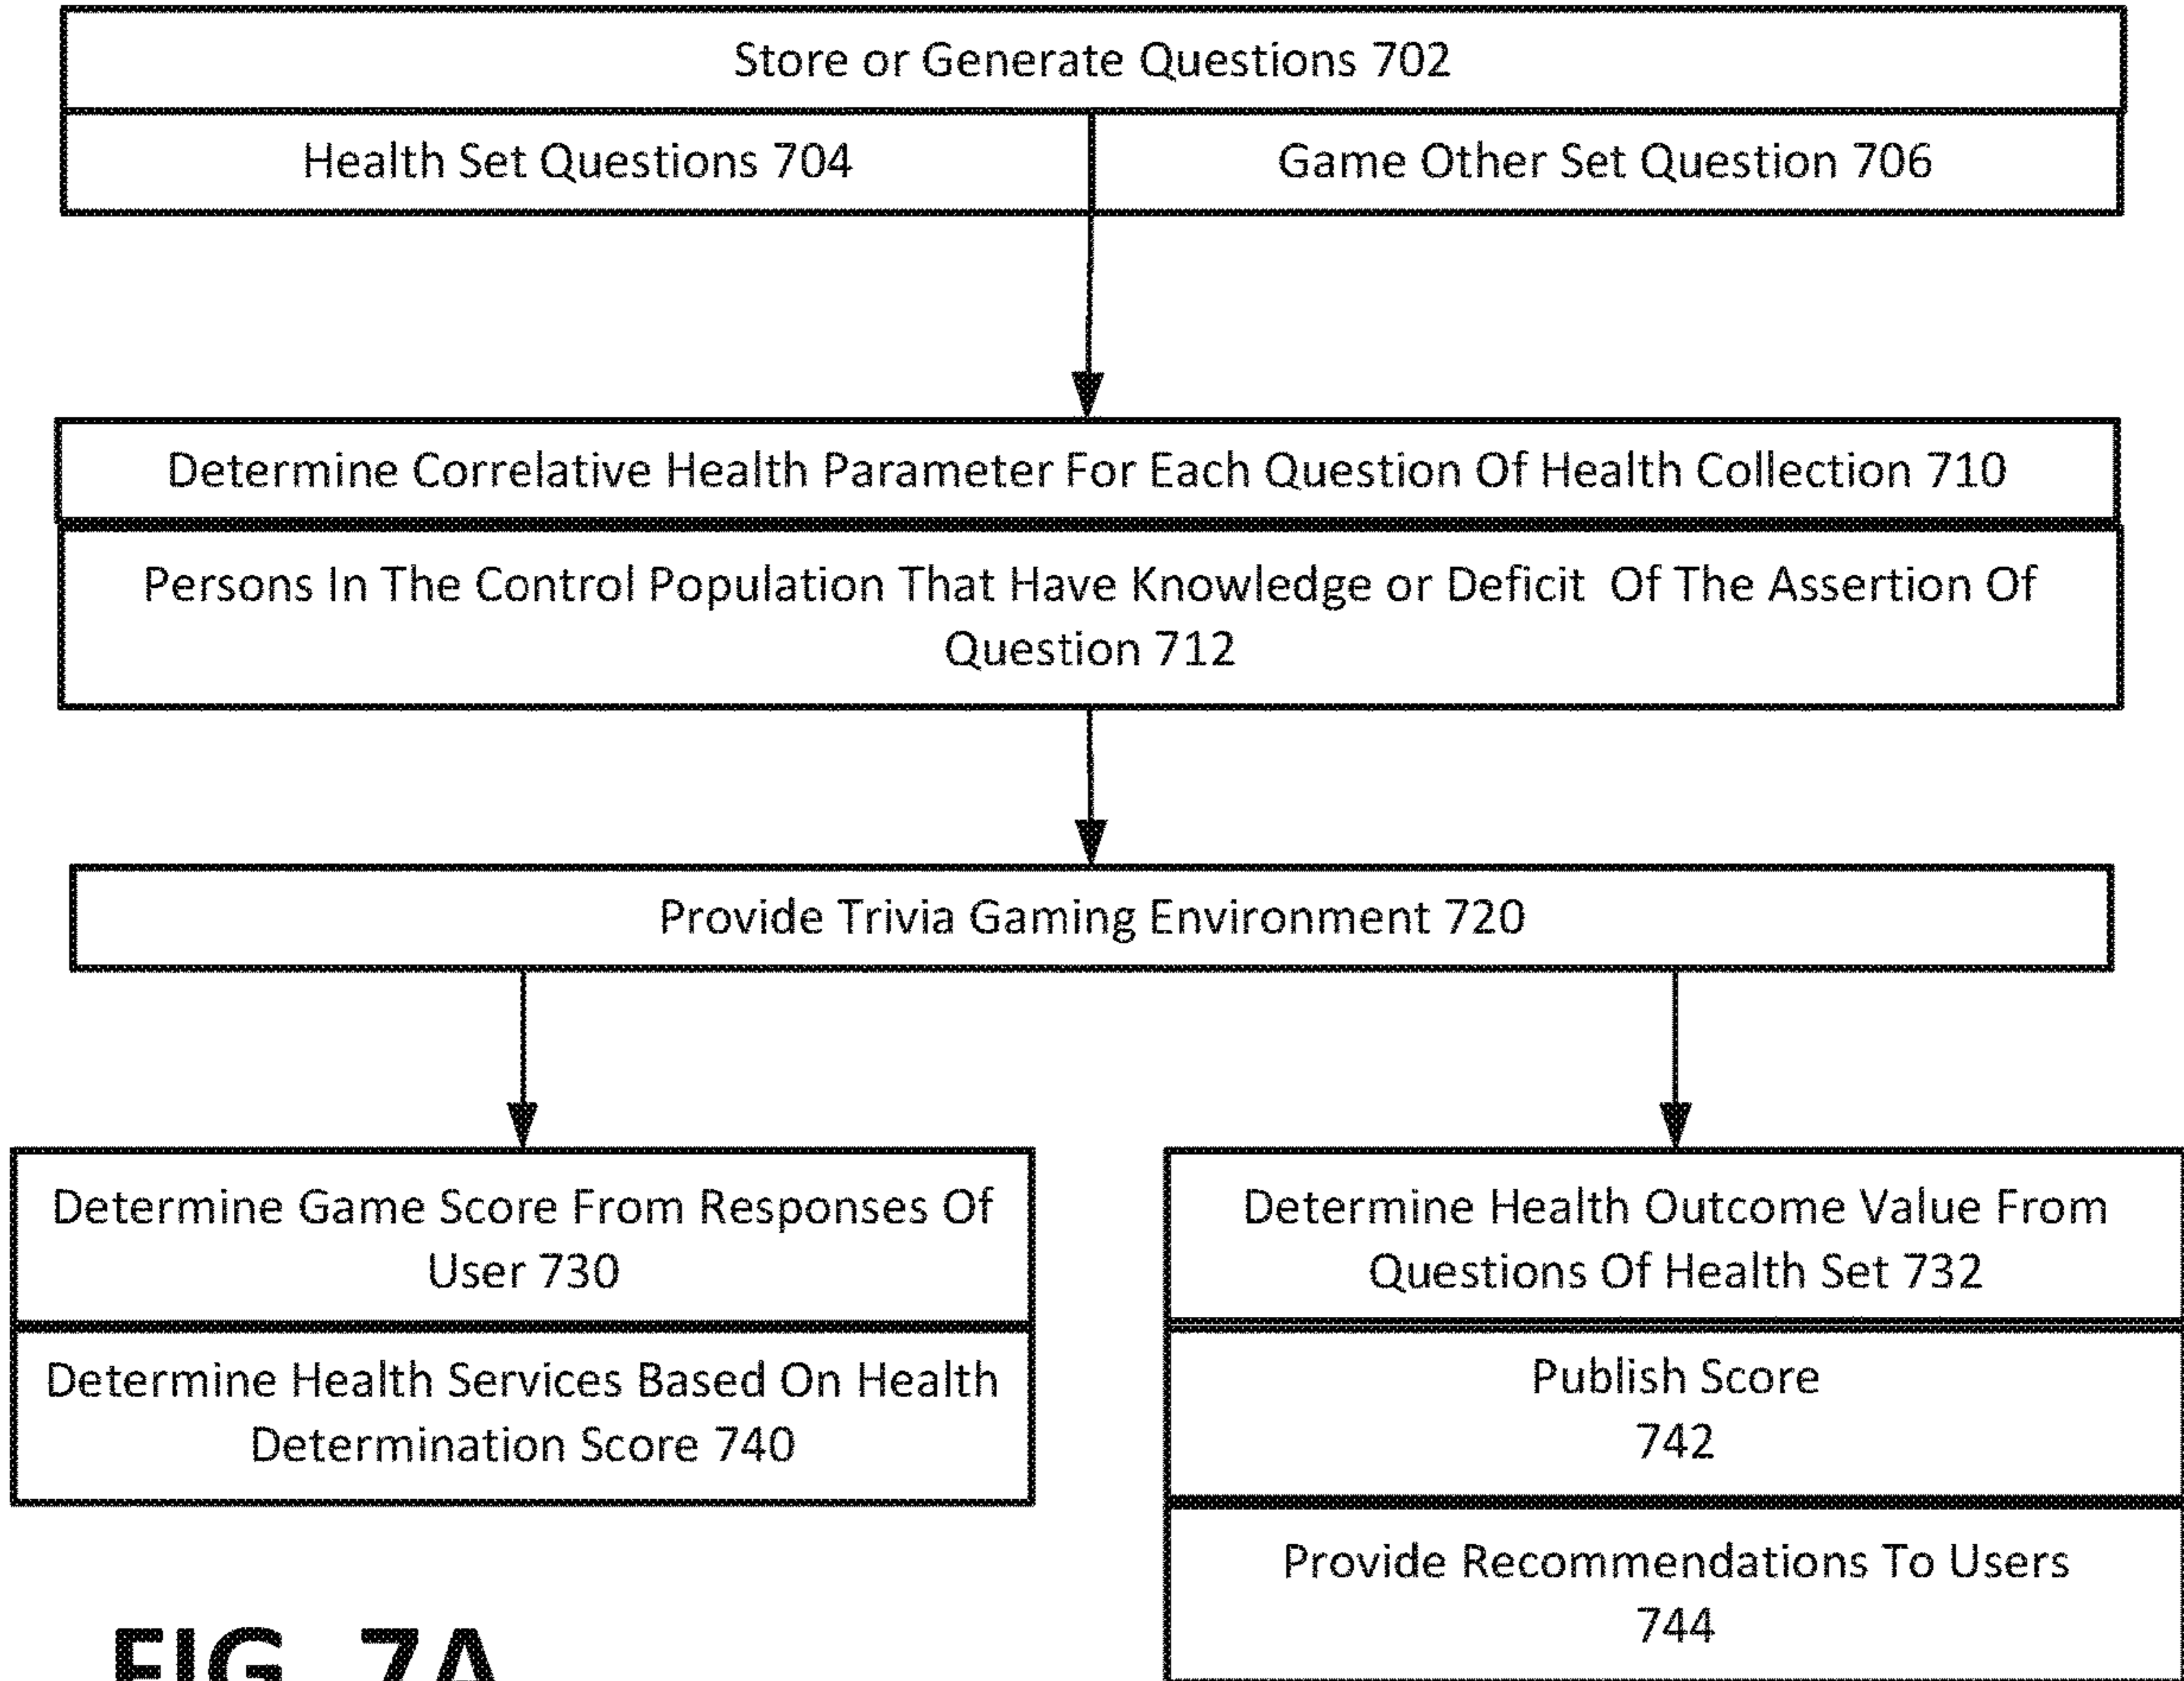 Store or Generate Questions 702
Health Set Questions 704
Game Other Set Question 706
Determine Correlative Health Parameter For Each Question Of Health Collection 710
Persons In The Control Population That Have Knowledge or Deficit Of The Assertion Of
Question 712
Provide Trivia Gaming Environment 720
Determine Game Score From Responses Of
User 730
Determine Health Services Based On Health
Determination Score 740
Determine Health Outcome Value From
Questions Of Health Set 732
Publish Score
742
Provide Recommendations To Users
744
FIG. 7A